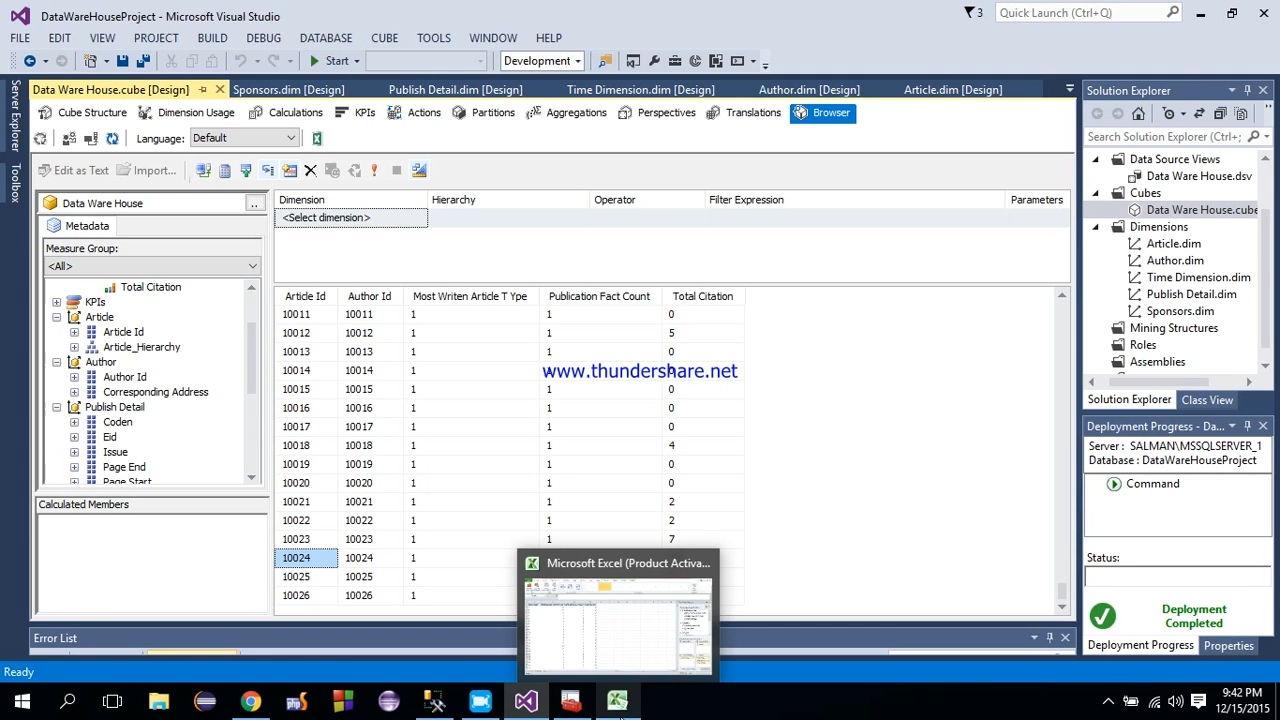 DataWareHouseProject - Microsoft Visual Studio
3
Quick Launch (Ctrl+Q)
FILE EDIT VIEW PROJECT BUILD DEBUG DATABASE CUBE TOOLS WINDOW HELP
Start
Development
Server Explorer
Toolbox
Data Ware House.cube [Design]
Sponsors.dim [Design]
Publish Detail.dim [Design]
Time Dimension.dim [Design]
Author.dim [Design]
Article.dim [Design]
Cube Structure Dimension Usage Calculations KPIs Actions Partitions Aggregations Perspectives Translations Browser
Language: Default
Edit as Text Import...
Data Ware House ..
Metadata
Measure Group:
<All>
Total Citation
KPIs
Article
Article Id
Article_Hierarchy
Author
Author Id
Corresponding Address
Publish Detail
Coden
Eid
Issue
Page End
Page Start
Calculated Members
Dimension Hierarchy Operator Filter Expression Parameters
<Select dimension>
Article Id Author Id Most Writen Article T Ype Publication Fact Count Total Citation
10011 10011 1 1 0
10012 10012 1 1 5
10013 10013 1 1 0
10014 10014 1
www.thundershare.net
10015 10015 1 1 0
10016 10016 1 1 0
10017 10017 1 1 0
10018 10018 1 1 4
10019 10019 1 1 0
10020 10020 1 1 0
10021 10021 1 1 2
10022 10022 1 1 2
10023 10023 1 1 7
10024 10024 1
10025 10025 1
10026 10026 1
Microsoft Excel (Product Activa...
Error List
Ready
Solution Explorer
Search Solution Explorer (Ctrl+;)
Data Source Views
Data Ware House.dsv
Cubes
Data Ware House.cube
Dimensions
Article.dim
Author.dim
Time Dimension.dim
Publish Detail.dim
Sponsors.dim
Mining Structures
Roles
Assemblies
Solution Explorer Class View
Deployment Progress - Da...
Server : SALMAN\MSSQLSERVER_1
Database : DataWareHouseProject
Command
Status:
Deployment
Completed
Deployment Progress Properties
9:42 PM
12/15/2015